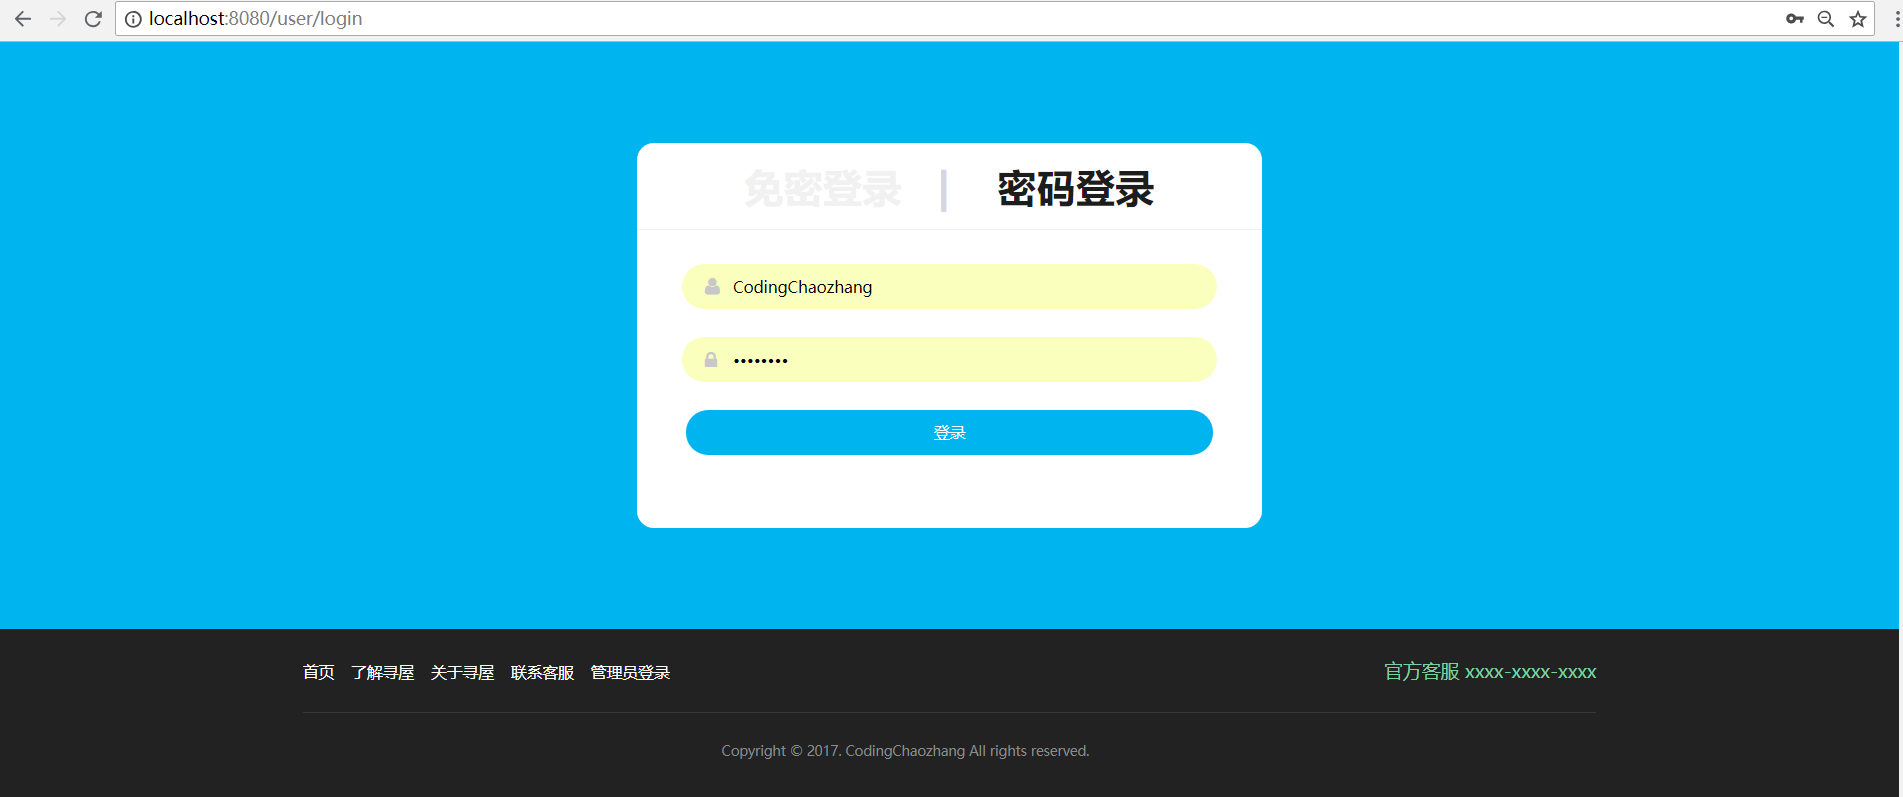 localhost:8080/user/login
免密登录 | 密码登录
CodingChaozhang
••••••••
登录
首页 了解寻屋 关于寻屋 联系客服 管理员登录 官方客服 xxxx-xxxx-xxxx
Copyright © 2017. CodingChaozhang All rights reserved.